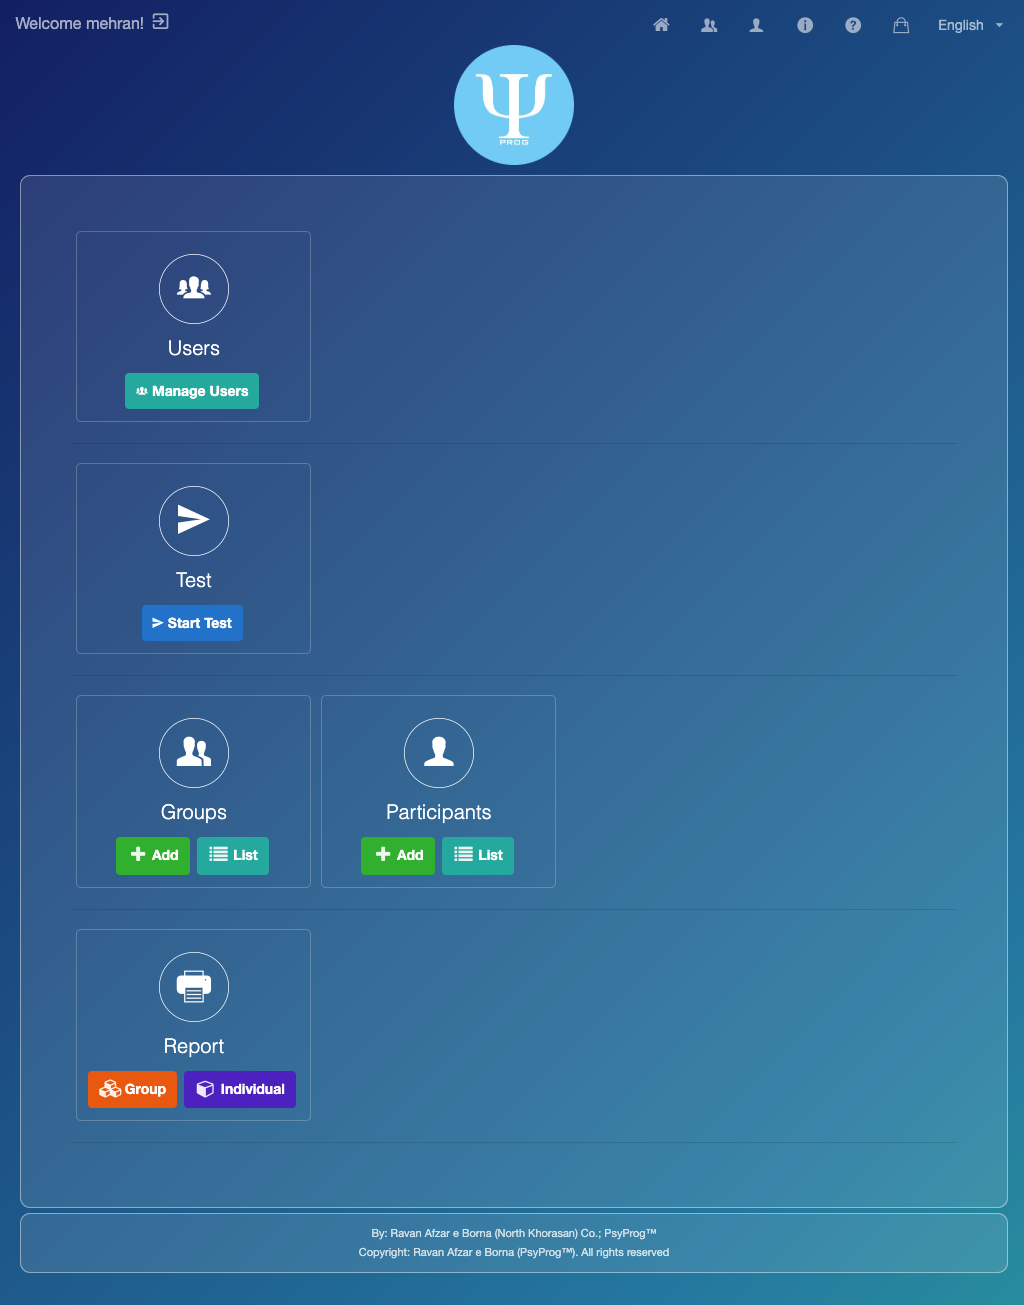 Welcome mehran!
English
Ψ
PROG
Users
Manage Users
Test
Start Test
Groups
Participants
Add
List
Add
List
Report
Group
Individual
By: Ravan Afzar e Borna (North Khorasan) Co.; PsyProg™
Copyright: Ravan Afzar e Borna (PsyProg™). All rights reserved